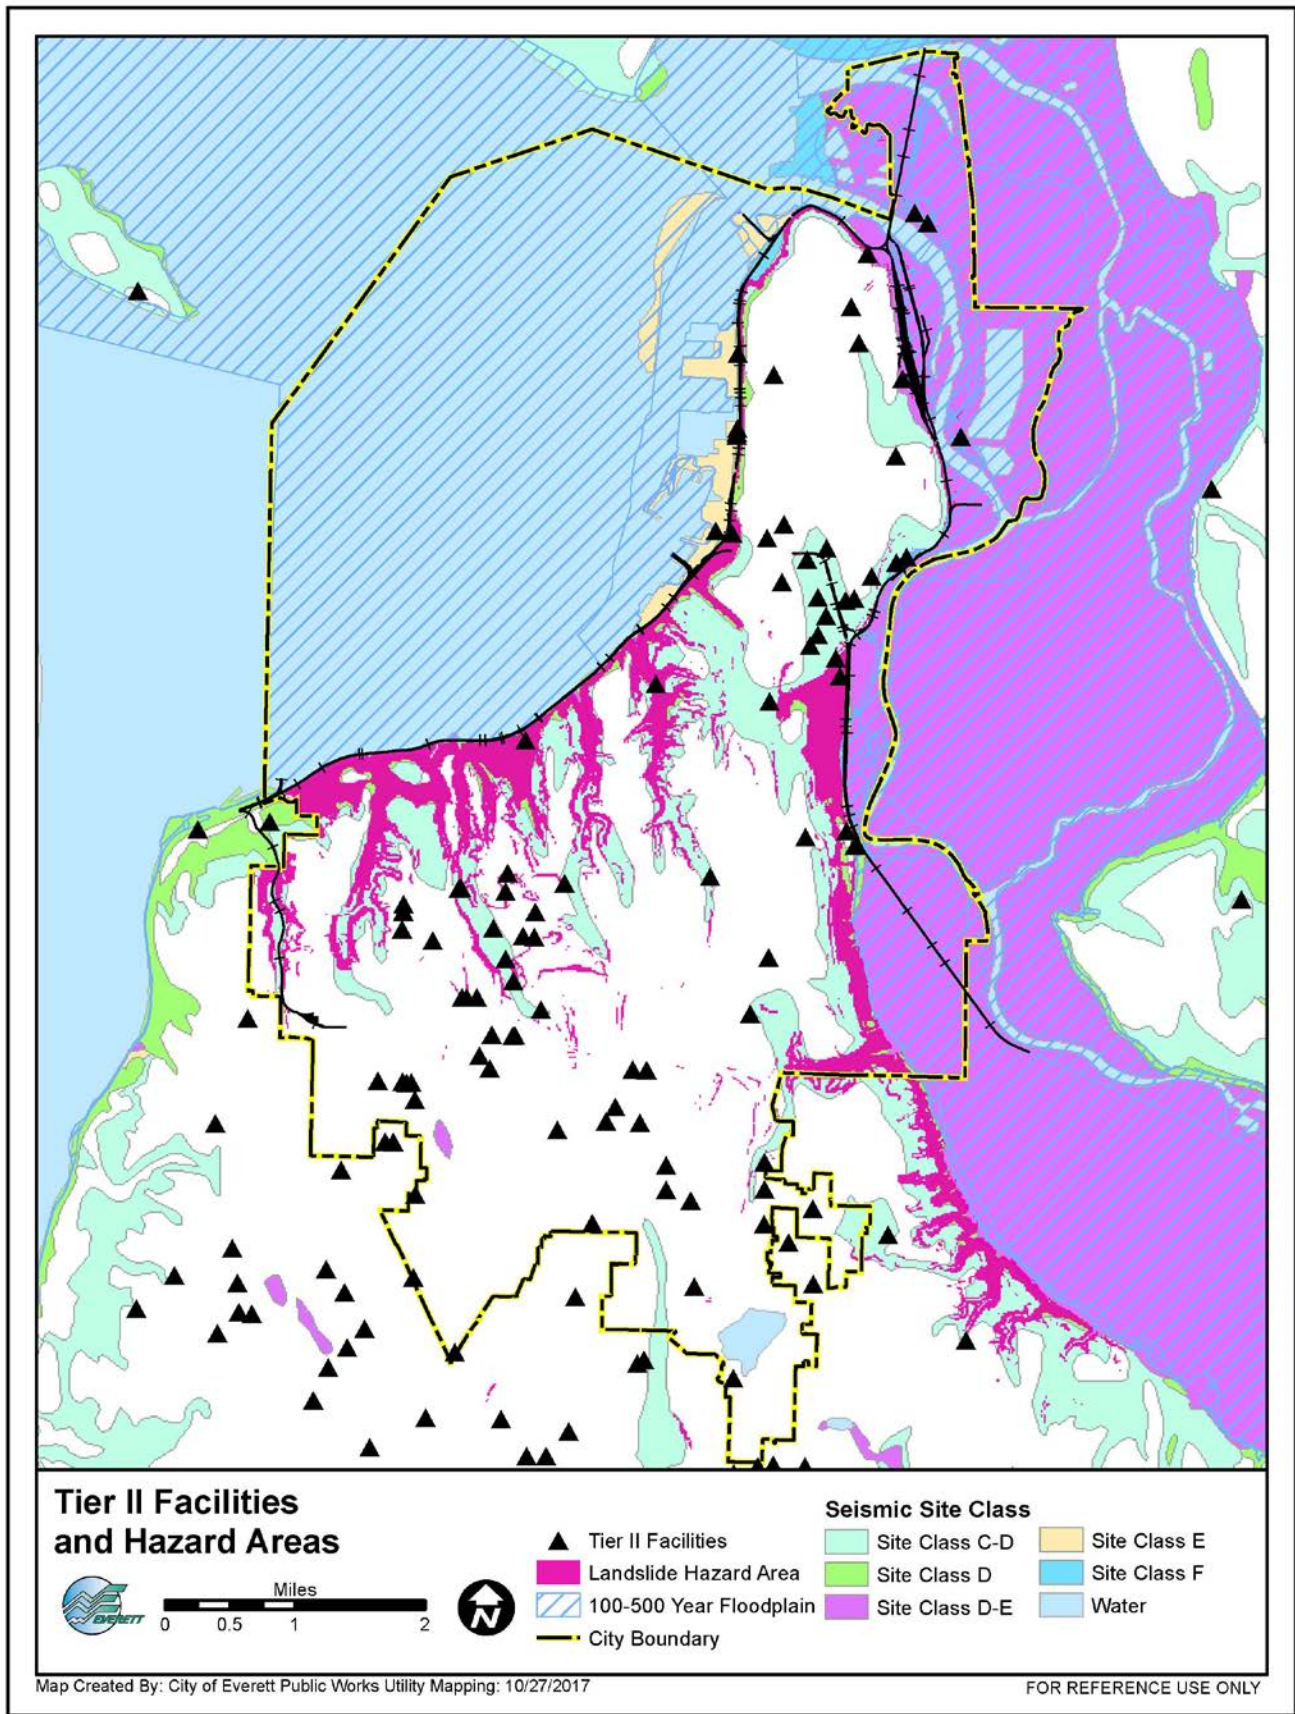 Tier II Facilities
and Hazard Areas
EVERETT
Miles
0 0.5 1 2
N
Tier II Facilities
Landslide Hazard Area
100-500 Year Floodplain
City Boundary
Seismic Site Class
Site Class C-D
Site Class D
Site Class D-E
Site Class E
Site Class F
Water
Map Created By: City of Everett Public Works Utility Mapping: 10/27/2017
FOR REFERENCE USE ONLY